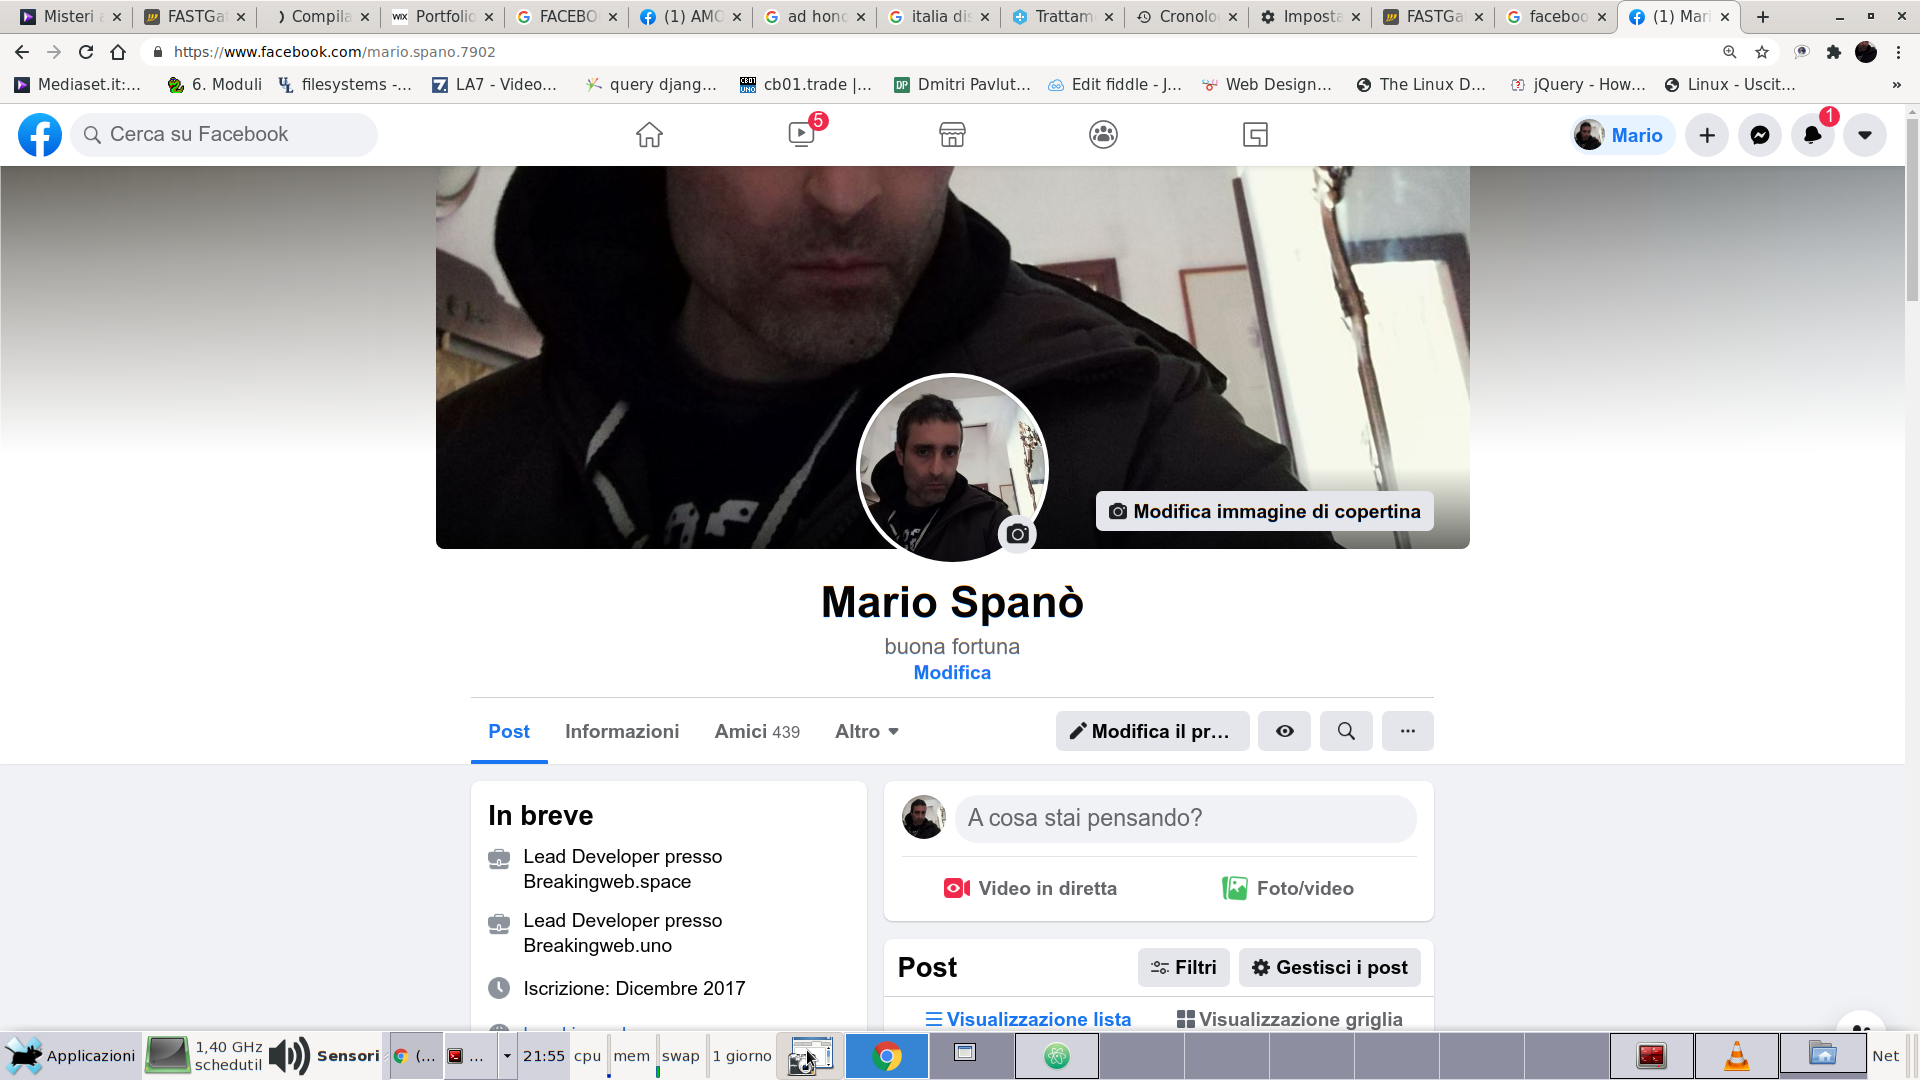 Misteri a
FASTGa
Compila
WIX Portfolio
FACEBO
(1) AMO
ad hono
italia dis
Trattam
Cronolo
Imposta
FASTGa
faceboo
(1) Mari
https://www.facebook.com/mario.spano.7902
Mediaset.it:...
6. Moduli
filesystems -...
LA7 - Video...
query djang...
cb01.trade |...
DP Dmitri Pavlut...
Edit fiddle - J...
Web Design...
The Linux D...
jQuery - How...
Linux - Uscit...
»
Cerca su Facebook
5
Mario
1
Modifica immagine di copertina
Mario Spanò
buona fortuna
Modifica
Post
Informazioni
Amici 439
Altro
Modifica il pr...
In breve
Lead Developer presso
Breakingweb.space
Lead Developer presso
Breakingweb.uno
Iscrizione: Dicembre 2017
A cosa stai pensando?
Video in diretta
Foto/video
Post
Filtri
Gestisci i post
Visualizzazione lista
Visualizzazione griglia
Applicazioni
1,40 GHz
schedutil
Sensori
(...
...
21:55
cpu
mem
swap
1 giorno
Net